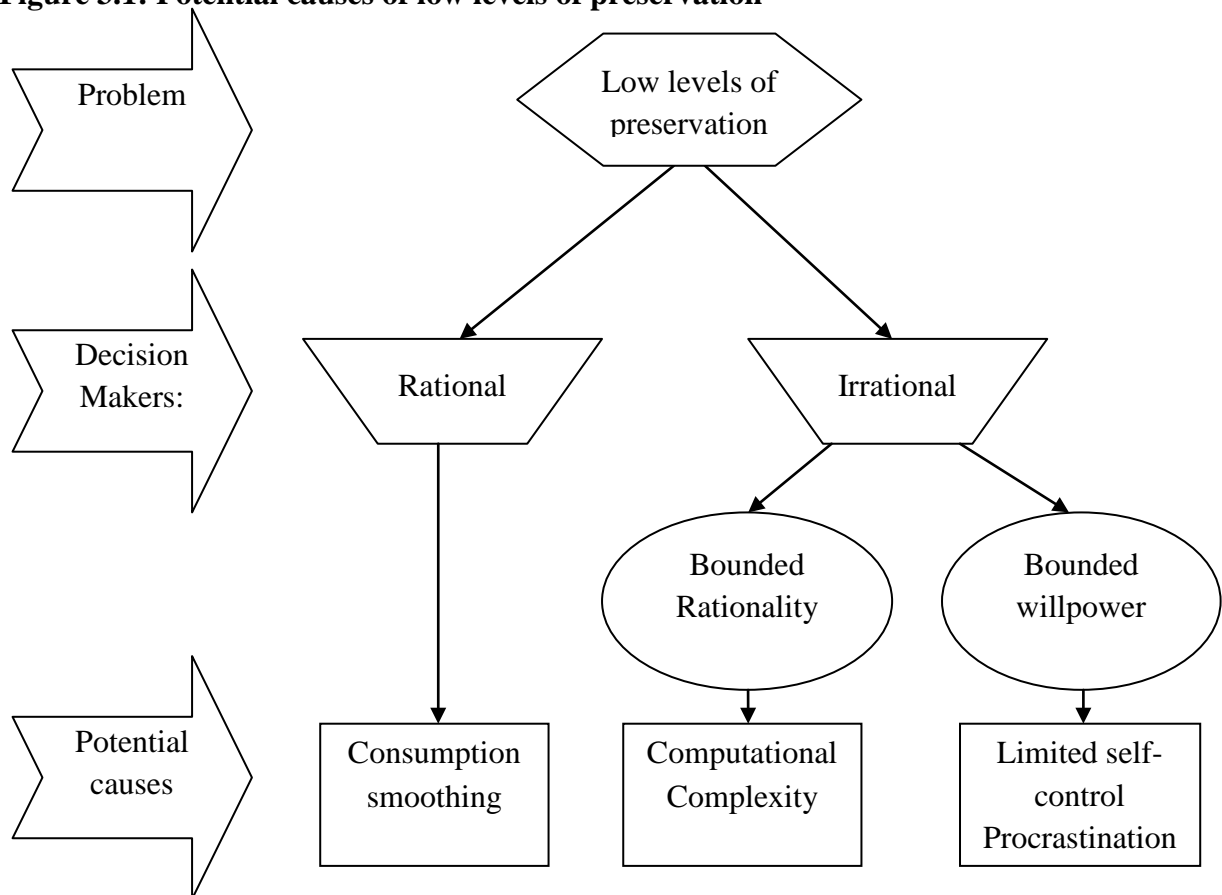 Figure 3.1: Potential causes of low levels of preservation
Problem
Low levels of
preservation
Decision
Makers:
Rational
Irrational
Bounded
Rationality
Bounded
willpower
Potential
causes
Consumption
smoothing
Computational
Complexity
Limited self-
control
Procrastination